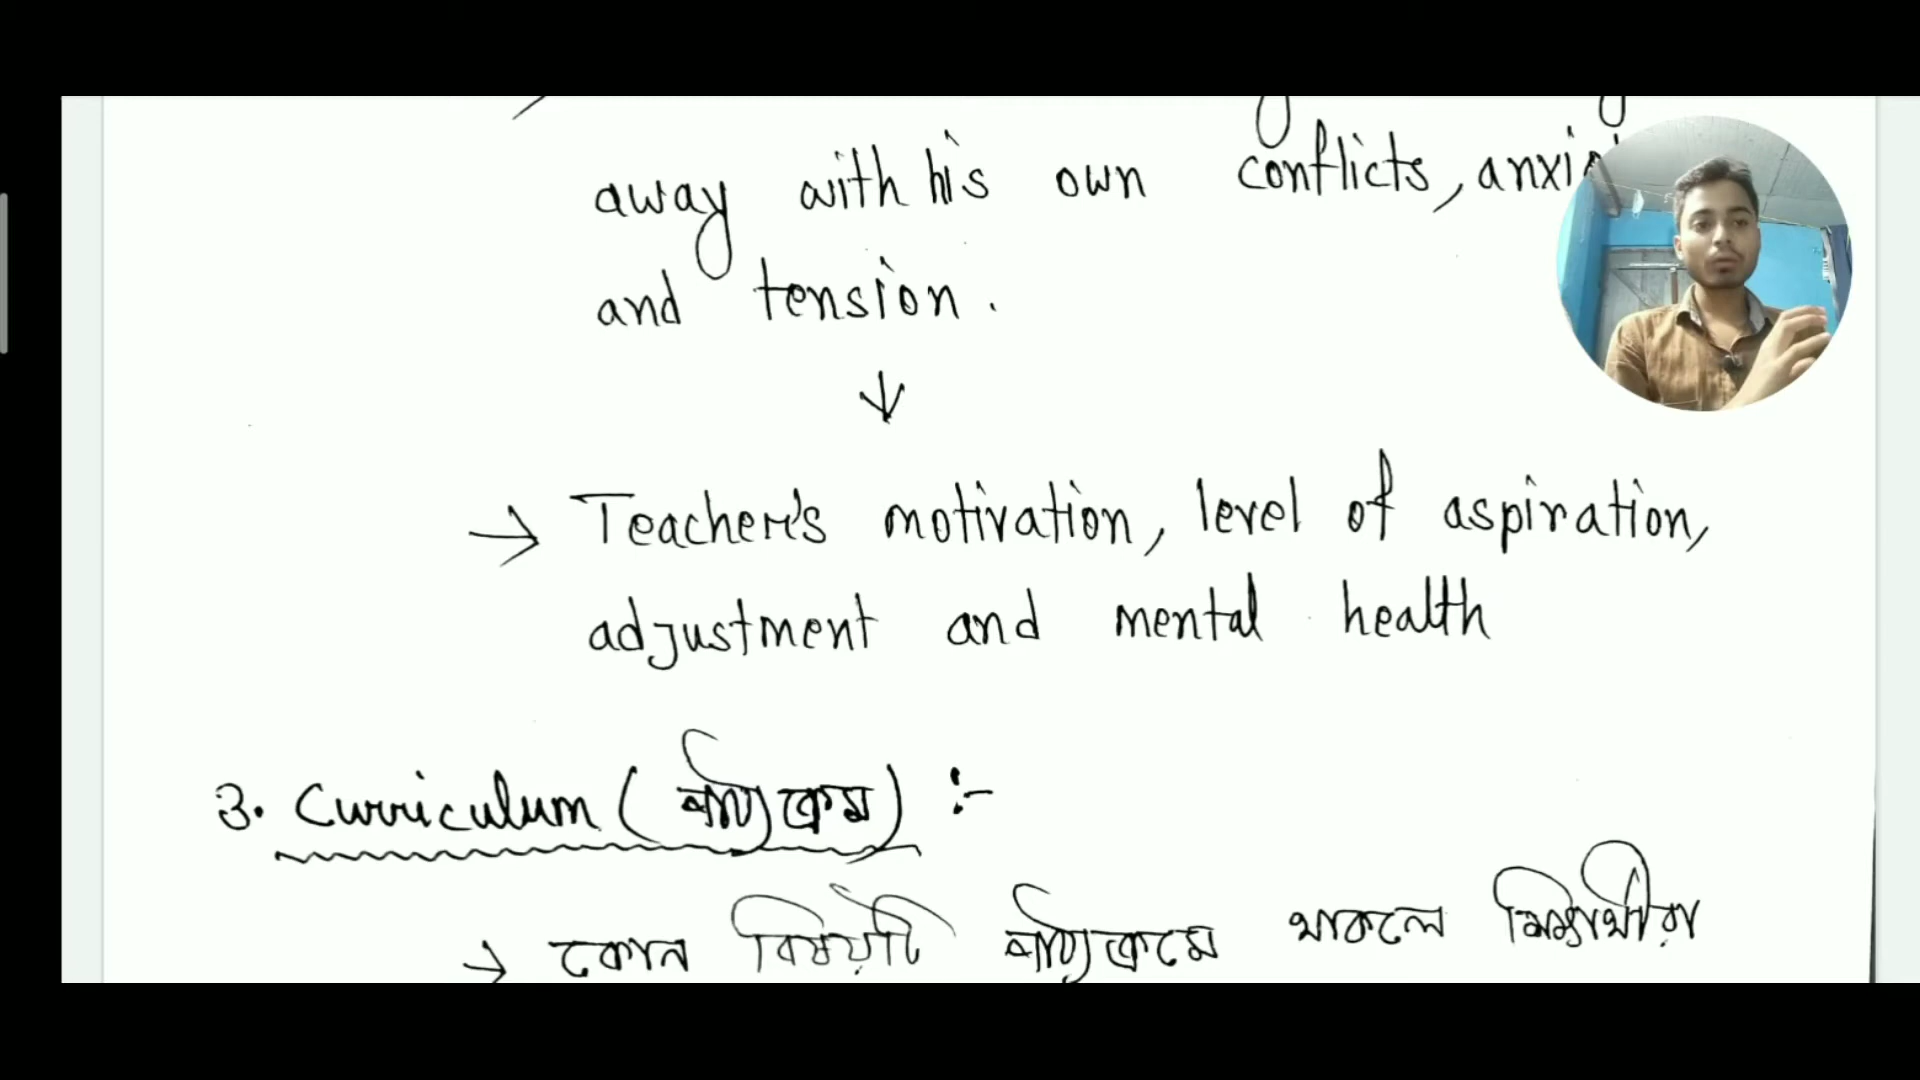 away with his own conflicts,
and tension.
→ Teacher's motivation, level of aspiration,
adjustment and mental health
3. Curriculum (পাঠ্যক্রম) :-
→ কোন বিষয়টি পাঠ্যক্রমে থাকলে শিক্ষার্থীরা